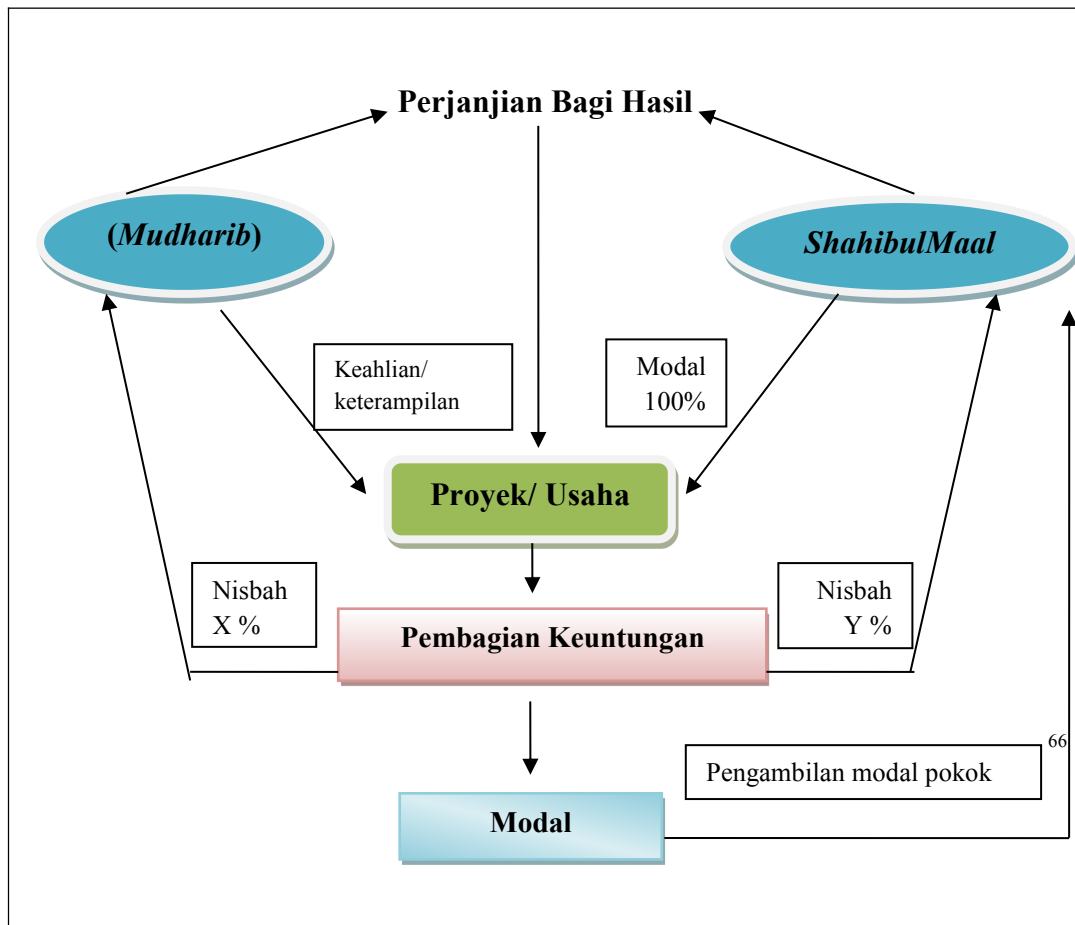 Perjanjian Bagi Hasil
(Mudharib)
ShahibulMaal
Keahlian/
keterampilan
Modal
100%
Proyek/ Usaha
Nisbah
X %
Pembagian Keuntungan
Nisbah
Y %
Pengambilan modal pokok
66
Modal